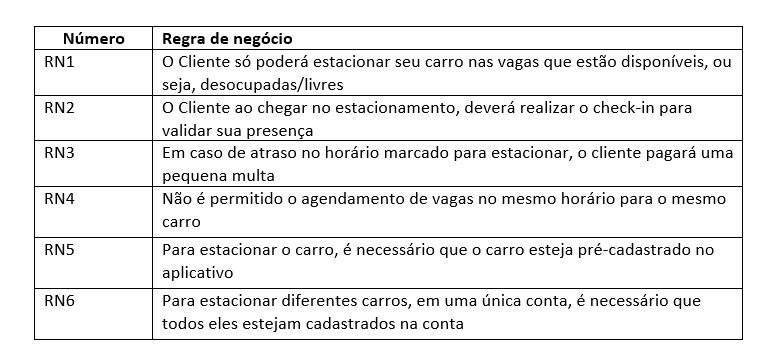 Número Regra de negócio
RN1 O Cliente só poderá estacionar seu carro nas vagas que estão disponíveis, ou
seja, desocupadas/livres
RN2 O Cliente ao chegar no estacionamento, deverá realizar o check-in para
validar sua presença
RN3 Em caso de atraso no horário marcado para estacionar, o cliente pagará uma
pequena multa
RN4 Não é permitido o agendamento de vagas no mesmo horário para o mesmo
carro
RN5 Para estacionar o carro, é necessário que o carro esteja pré-cadastrado no
aplicativo
RN6 Para estacionar diferentes carros, em uma única conta, é necessário que
todos eles estejam cadastrados na conta